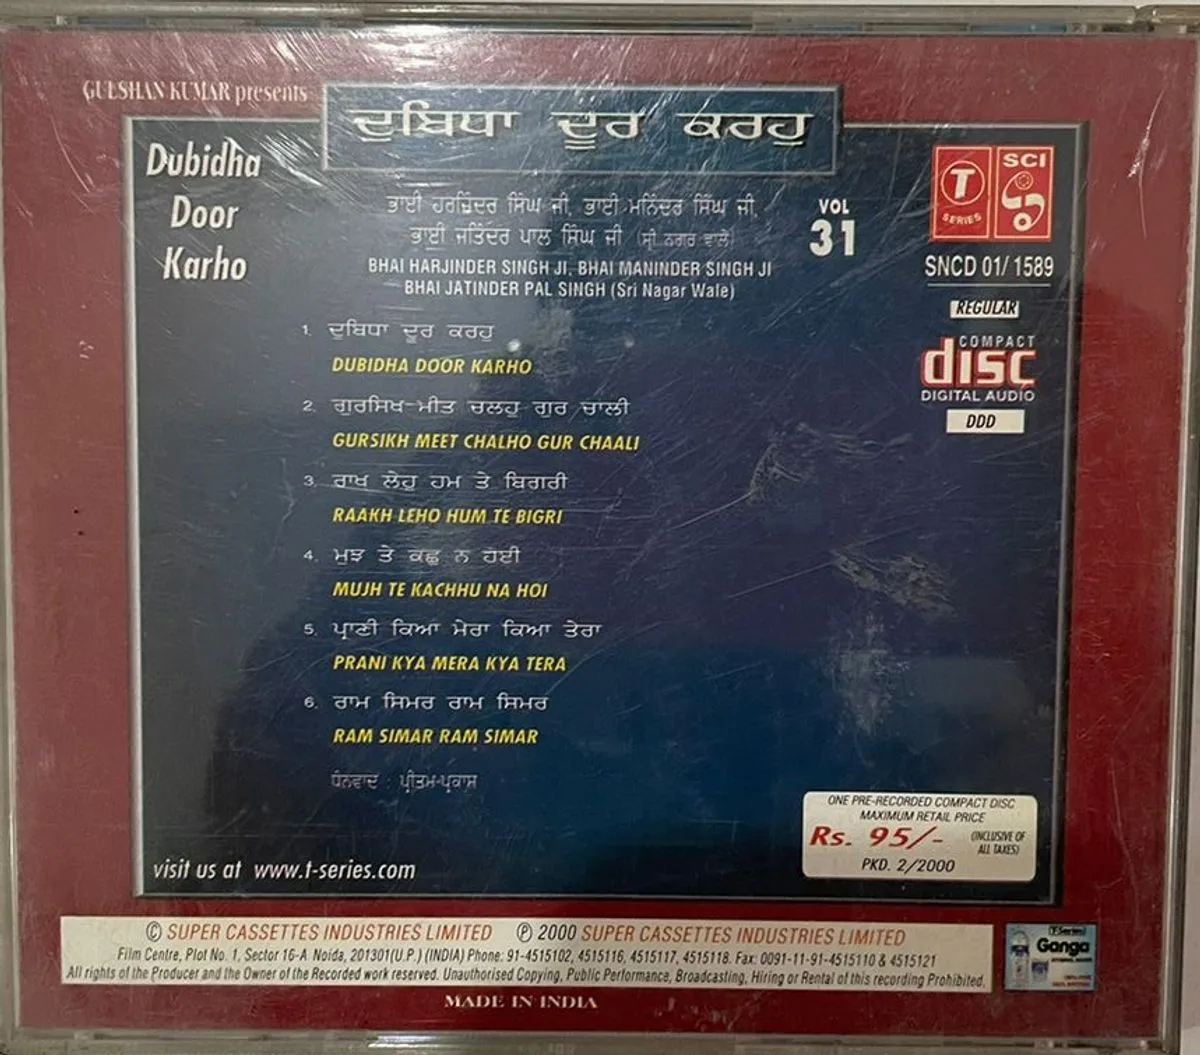 GULSHAN KUMAR presents
ਦੁਬਿਧਾ ਦੂਰ ਕਰਹੁ
Dubidha
Door
Karho
ਭਾਈ ਹਰਜਿੰਦਰ ਸਿੰਘ ਜੀ, ਭਾਈ ਮਨਿੰਦਰ ਸਿੰਘ ਜੀ,
ਭਾਈ ਜਤਿੰਦਰ ਪਾਲ ਸਿੰਘ ਜੀ (ਸ੍ਰੀ ਨਗਰ ਵਾਲੇ)
BHAI HARJINDER SINGH JI, BHAI MANINDER SINGH JI
BHAI JATINDER PAL SINGH (Sri Nagar Wale)
VOL
31
T
SERIES
SCI
SNCD 01/ 1589
REGULAR
COMPACT
disc
DIGITAL AUDIO
DDD
1. ਦੁਬਿਧਾ ਦੂਰ ਕਰਹੁ
DUBIDHA DOOR KARHO
2. ਗੁਰਸਿਖ-ਮੀਤ ਚਲਹੁ ਗੁਰ ਚਾਲੀ
GURSIKH MEET CHALHO GUR CHAALI
3. ਰਾਖ ਲੇਹੁ ਹਮ ਤੇ ਬਿਗਰੀ
RAAKH LEHO HUM TE BIGRI
4. ਮੁਝ ਤੇ ਕਛੁ ਨ ਹੋਈ
MUJH TE KACHHU NA HOI
5. ਪ੍ਰਾਣੀ ਕਿਆ ਮੇਰਾ ਕਿਆ ਤੇਰਾ
PRANI KYA MERA KYA TERA
6. ਰਾਮ ਸਿਮਰ ਰਾਮ ਸਿਮਰ
RAM SIMAR RAM SIMAR
ਧੰਨਵਾਦ : ਪ੍ਰੀਤਮ-ਪ੍ਰਕਾਸ
ONE PRE-RECORDED COMPACT DISC
MAXIMUM RETAIL PRICE
Rs. 95/- (INCLUSIVE OF ALL TAXES)
PKD. 2/2000
visit us at www.t-series.com
© SUPER CASSETTES INDUSTRIES LIMITED ℗ 2000 SUPER CASSETTES INDUSTRIES LIMITED
Film Centre, Plot No. 1, Sector 16-A Noida, 201301(U.P.) (INDIA) Phone: 91-4515102, 4515116, 4515117, 4515118. Fax: 0091-11-91-4515110 & 4515121
All rights of the Producer and the Owner of the Recorded work reserved. Unauthorised Copying, Public Performance, Broadcasting, Hiring or Rental of this recording Prohibited.
T-Series
Ganga
MADE IN INDIA